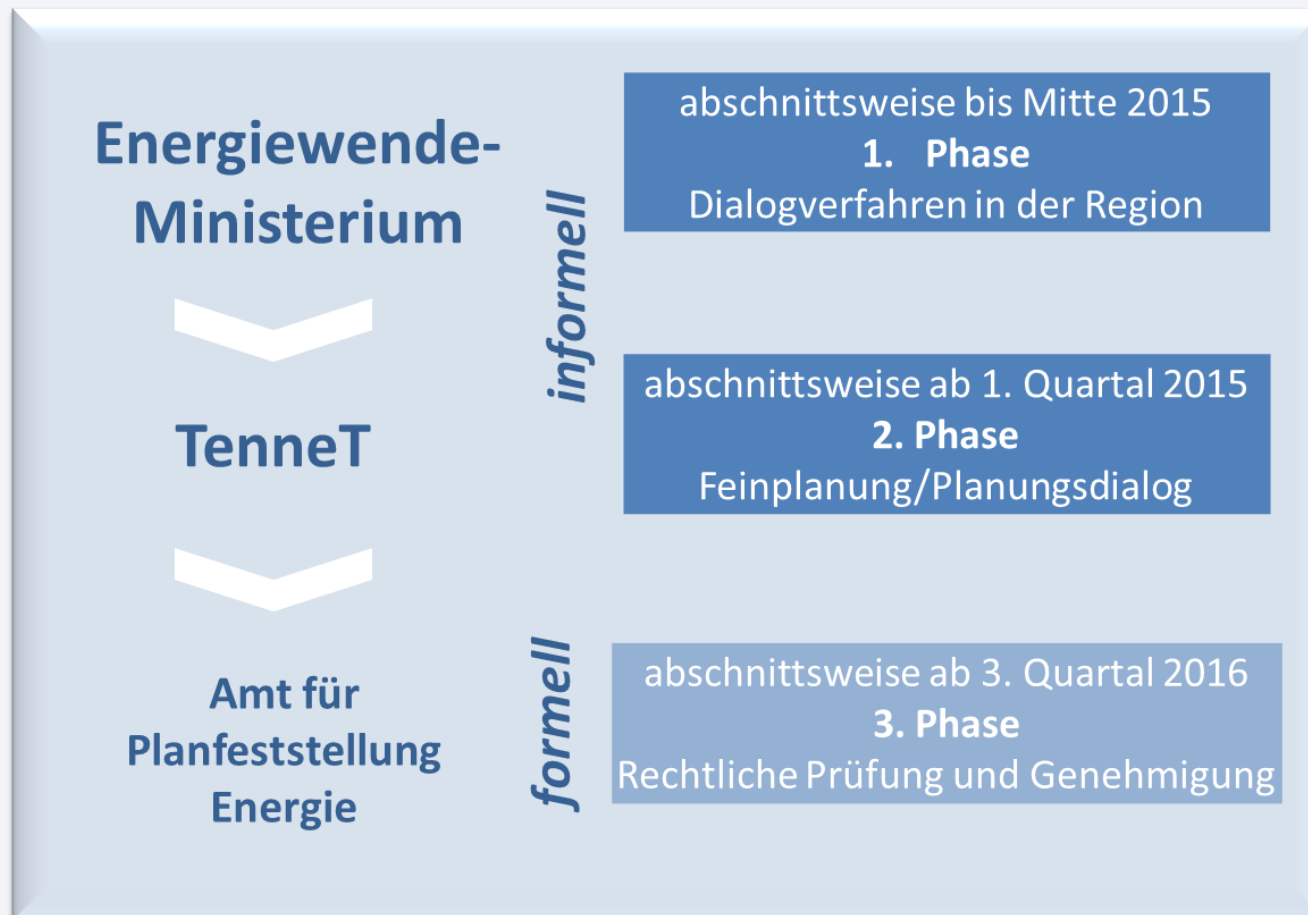 Energiewende-
Ministerium
TenneT
Amt für
Planfeststellung
Energie
informell
formell
abschnittsweise bis Mitte 2015
1. Phase
Dialogverfahren in der Region
abschnittsweise ab 1. Quartal 2015
2. Phase
Feinplanung/Planungsdialog
abschnittsweise ab 3. Quartal 2016
3. Phase
Rechtliche Prüfung und Genehmigung